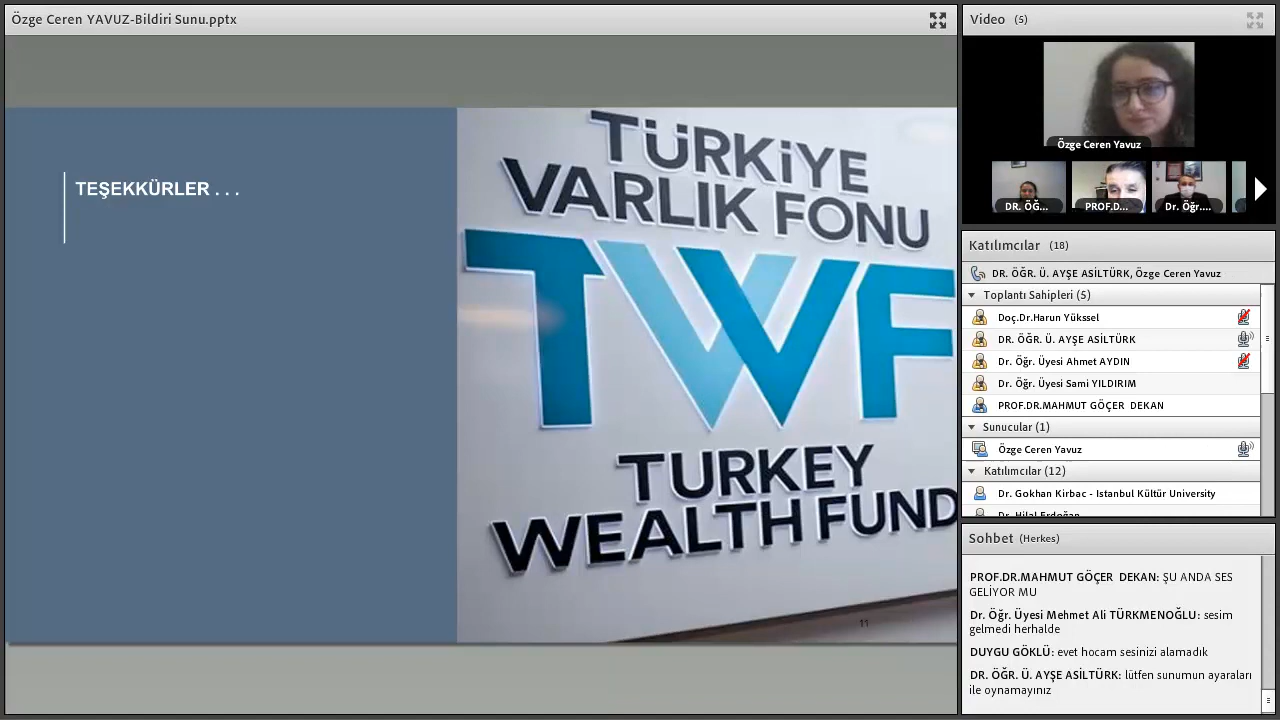 Özge Ceren YAVUZ-Bildiri Sunu.pptx
TEŞEKKÜRLER . . .
TÜRKİYE
VARLIK FONU
TWF
TURKEY
WEALTH FUND
11
Video (5)
Özge Ceren Yavuz
DR. ÖĞ...
PROF.D...
Dr. Öğr....
Katılımcılar (18)
DR. ÖĞR. Ü. AYŞE ASİLTÜRK, Özge Ceren Yavuz
Toplantı Sahipleri (5)
Doç.Dr.Harun Yükssel
DR. ÖĞR. Ü. AYŞE ASİLTÜRK
Dr. Öğr. Üyesi Ahmet AYDIN
Dr. Öğr. Üyesi Sami YILDIRIM
PROF.DR.MAHMUT GÖÇER DEKAN
Sunucular (1)
Özge Ceren Yavuz
Katılımcılar (12)
Dr. Gokhan Kirbac - Istanbul Kültür University
Dr. Hilal Erdoğan
Sohbet (Herkes)
PROF.DR.MAHMUT GÖÇER DEKAN: ŞU ANDA SES
GELİYOR MU
Dr. Öğr. Üyesi Mehmet Ali TÜRKMENOĞLU: sesim
gelmedi herhalde
DUYGU GÖKLÜ: evet hocam sesinizi alamadık
DR. ÖĞR. Ü. AYŞE ASİLTÜRK: lütfen sunumun ayaraları
ile oynamayınız